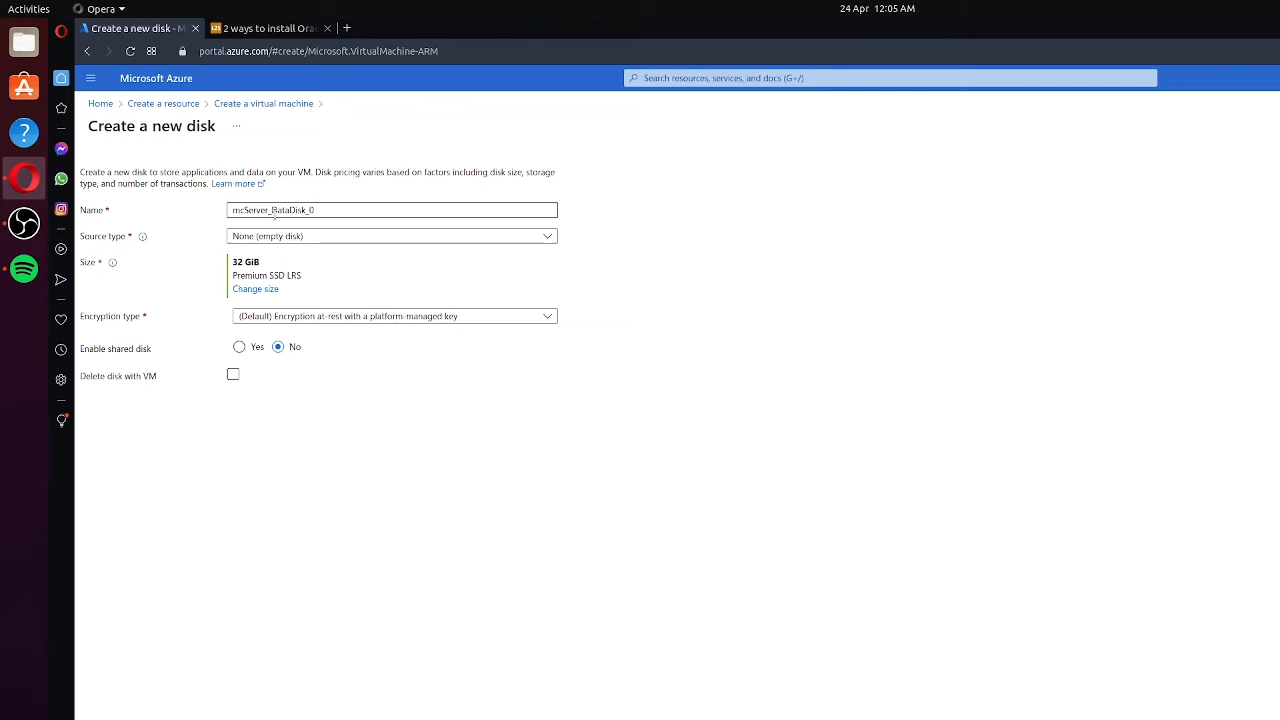 Activities
Opera
24 Apr 12:05 AM
Create a new disk - M
2 ways to install Orac
portal.azure.com/#create/Microsoft.VirtualMachine-ARM
Microsoft Azure
Search resources, services, and docs (G+/)
Home > Create a resource > Create a virtual machine >
Create a new disk
...
Create a new disk to store applications and data on your VM. Disk pricing varies based on factors including disk size, storage
type, and number of transactions. Learn more
Name *
mcServer_DataDisk_0
Source type *
None (empty disk)
Size *
32 GiB
Premium SSD LRS
Change size
Encryption type *
(Default) Encryption at-rest with a platform-managed key
Enable shared disk
Yes
No
Delete disk with VM